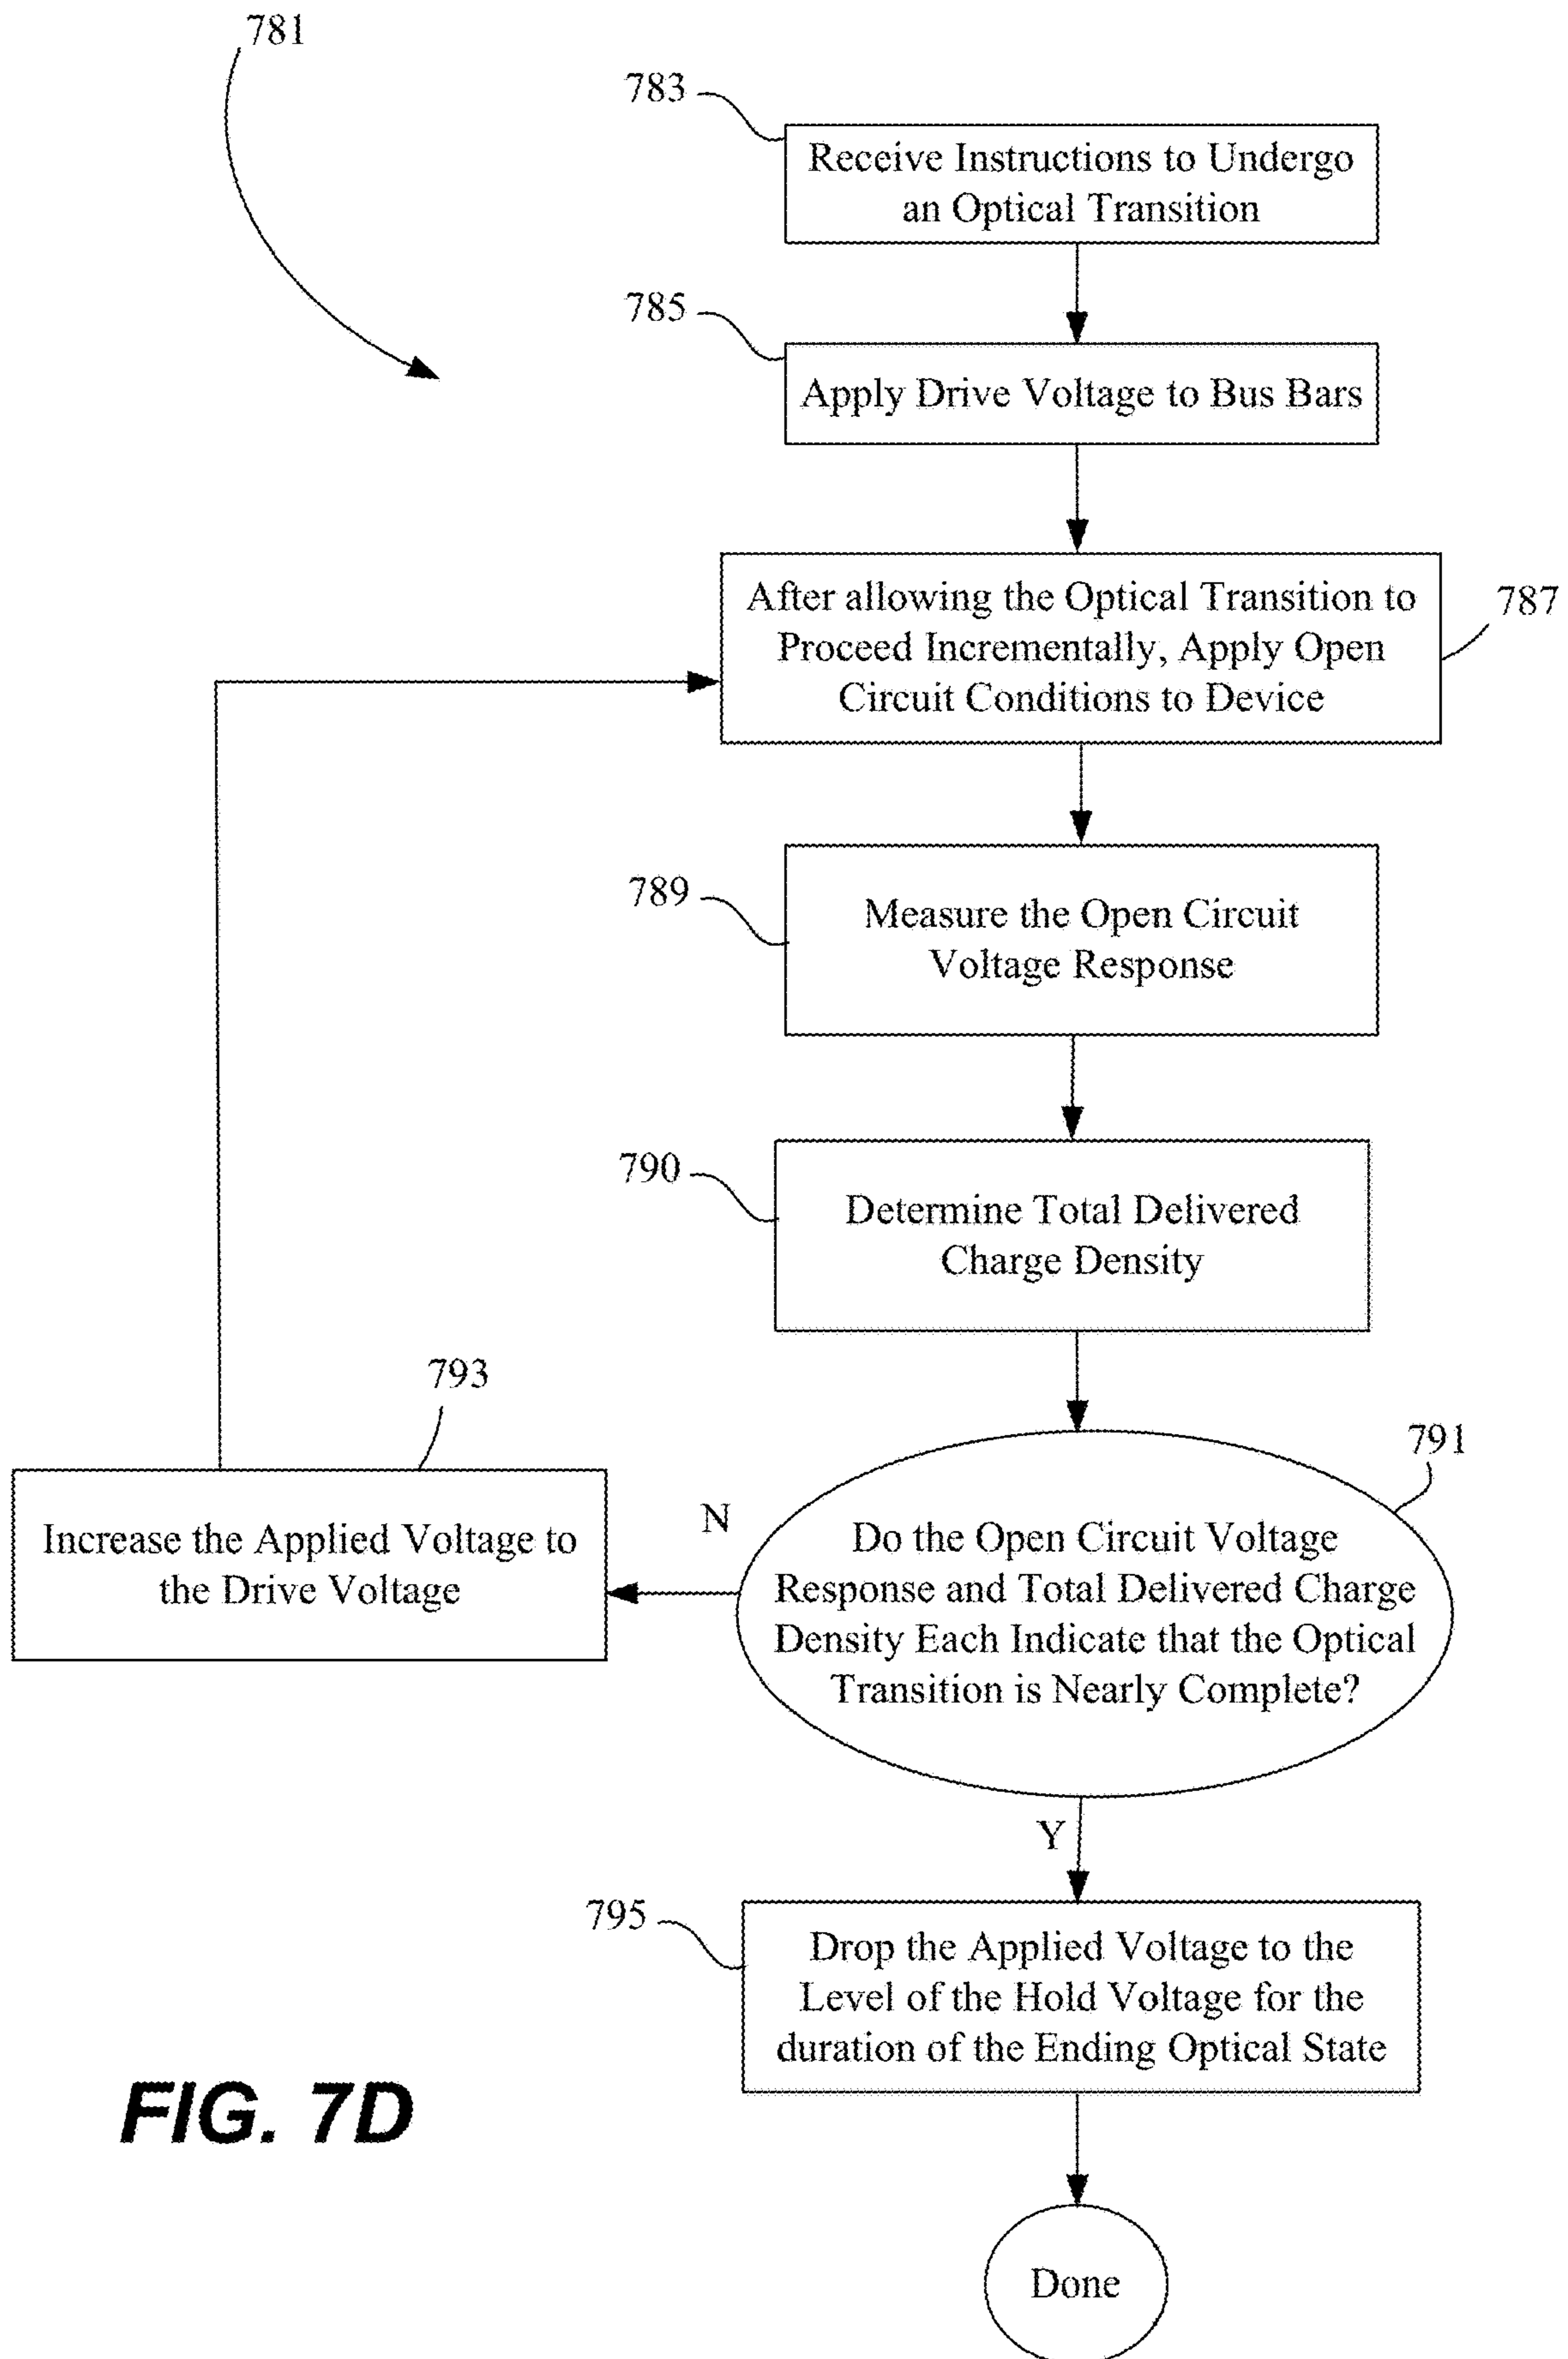 781
783
Receive Instructions to Undergo
an Optical Transition
785
Apply Drive Voltage to Bus Bars
After allowing the Optical Transition to
Proceed Incrementally, Apply Open
Circuit Conditions to Device
787
789
Measure the Open Circuit
Voltage Response
790
Determine Total Delivered
Charge Density
793
Increase the Applied Voltage to
the Drive Voltage
N
791
Do the Open Circuit Voltage
Response and Total Delivered Charge
Density Each Indicate that the Optical
Transition is Nearly Complete?
Y
795
Drop the Applied Voltage to the
Level of the Hold Voltage for the
duration of the Ending Optical State
FIG. 7D
Done